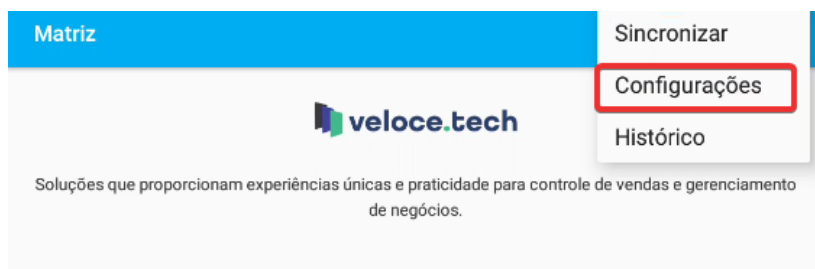 Matriz
Sincronizar
Configurações
Histórico
veloce.tech
Soluções que proporcionam experiências únicas e praticidade para controle de vendas e gerenciamento
de negócios.